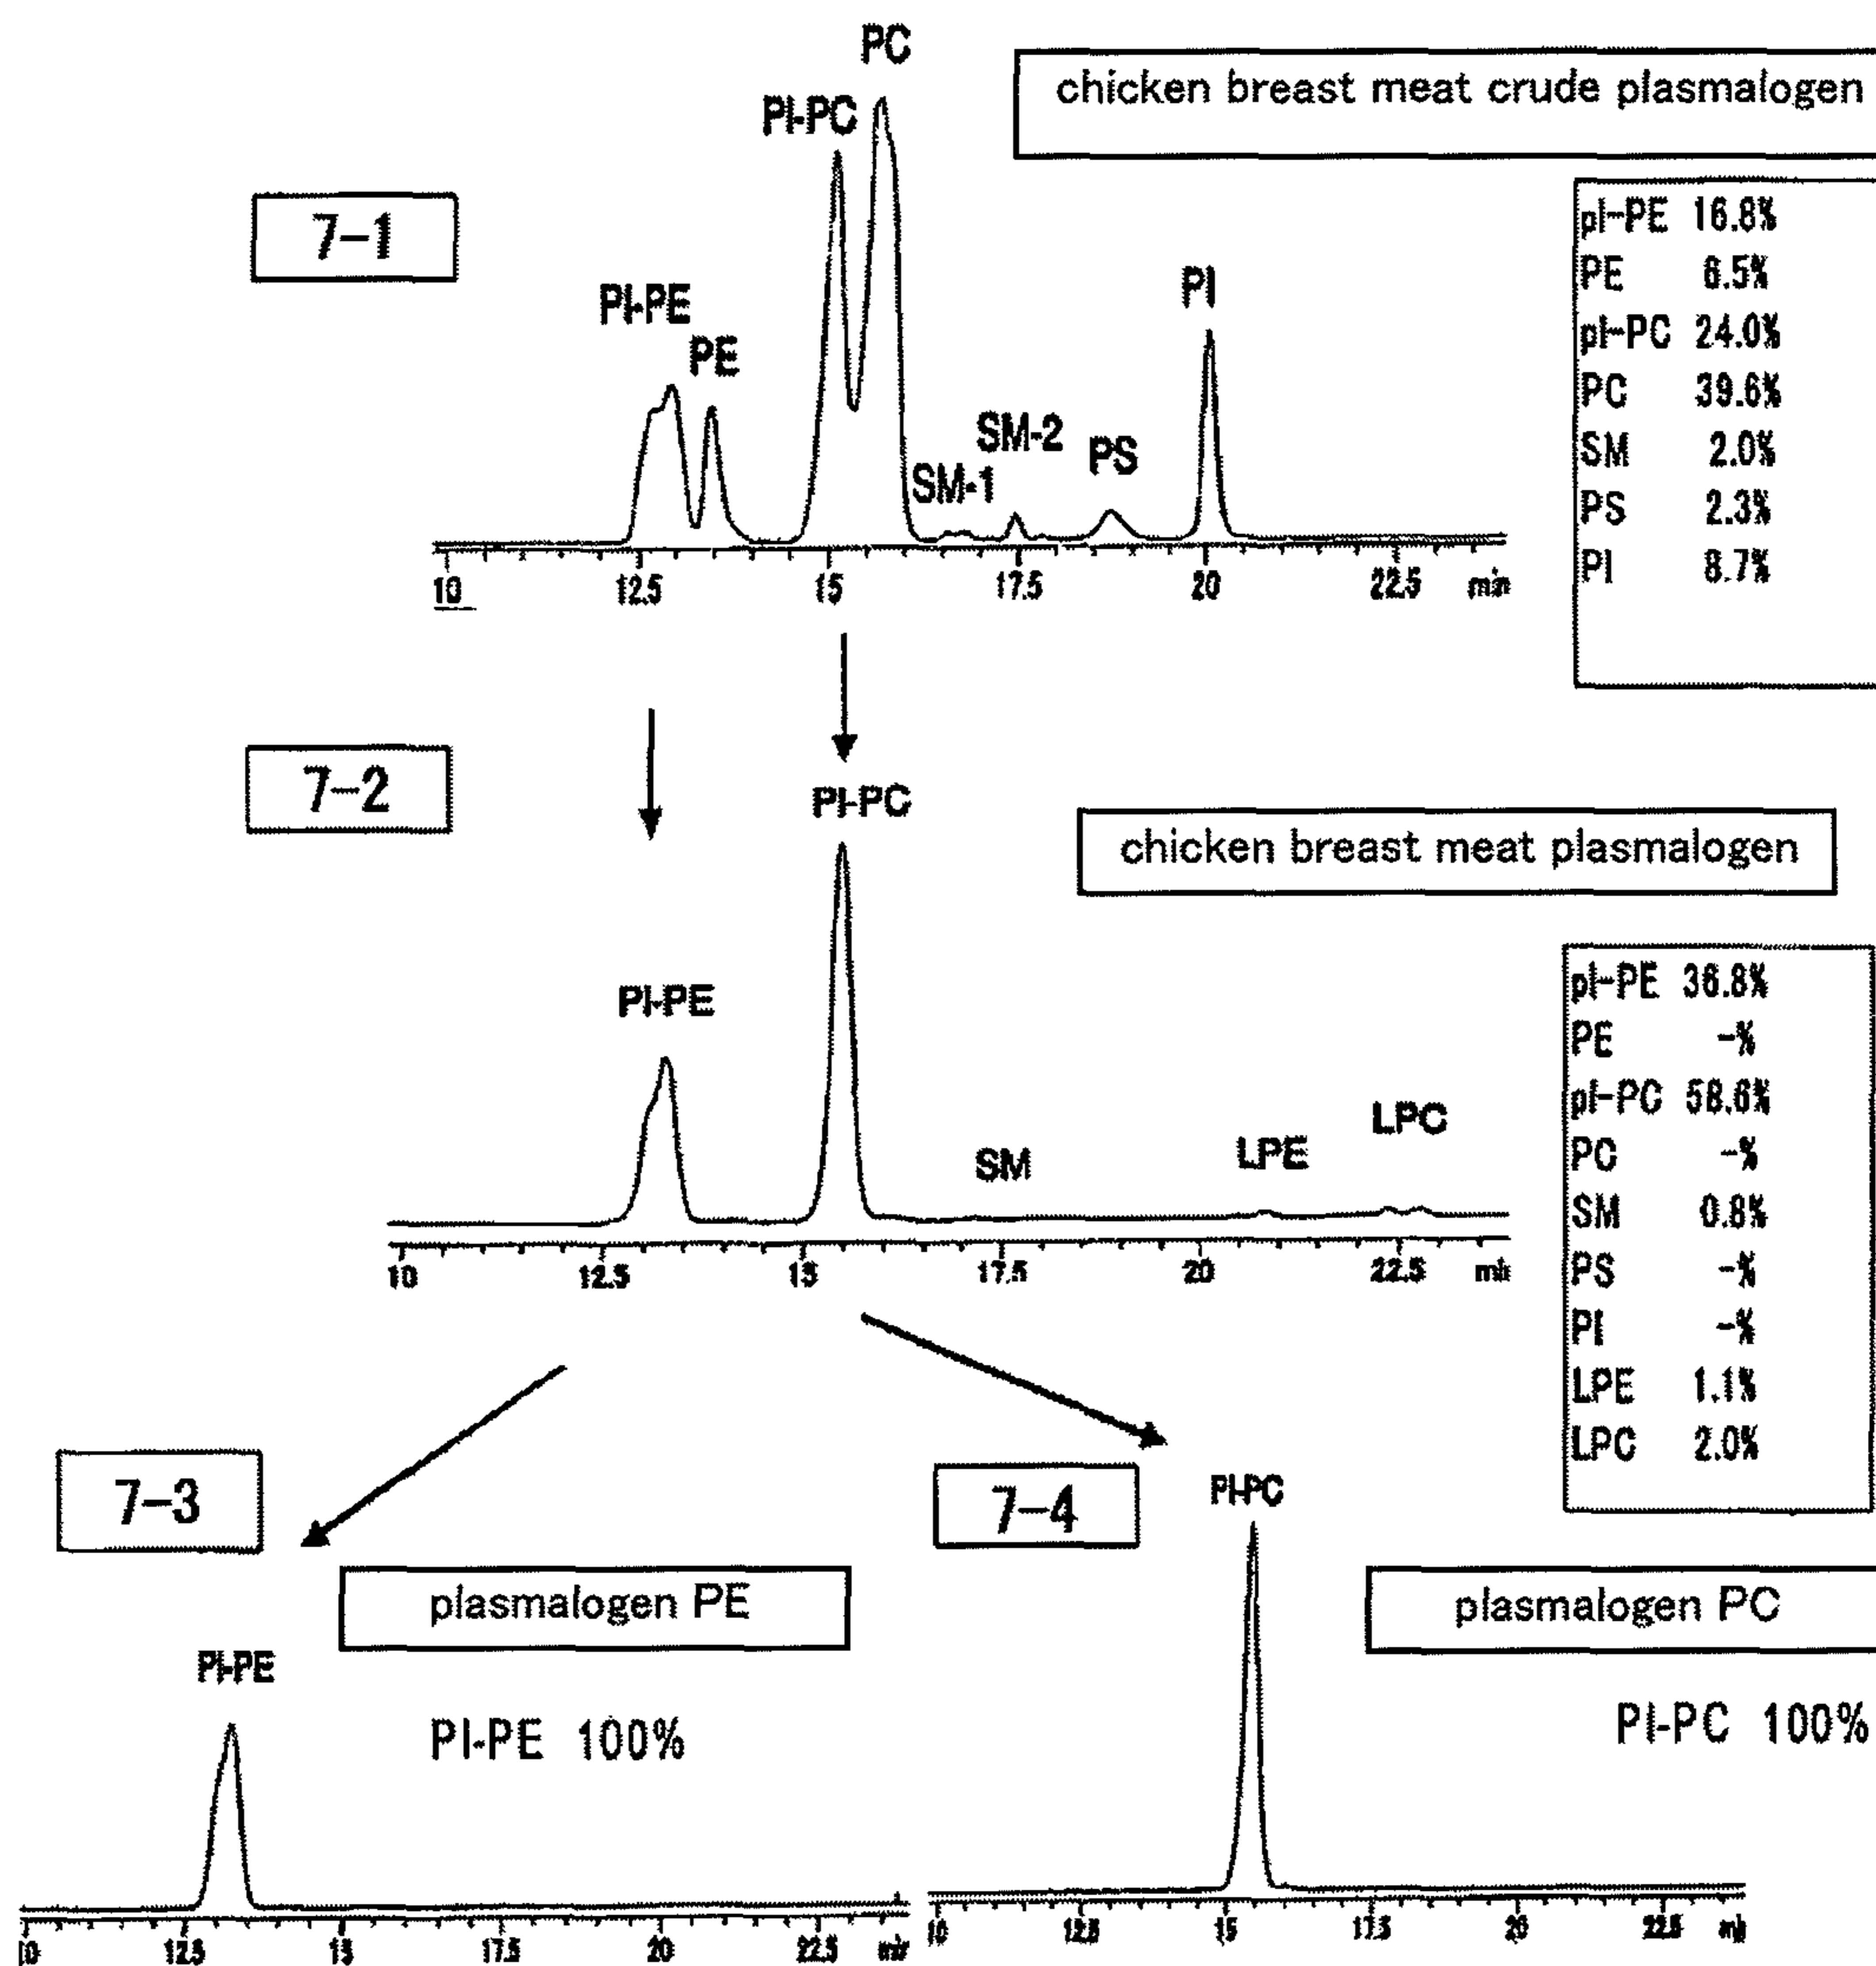 PC
chicken breast meat crude plasmalogen
Pl-PC
7-1
pl-PE 16.8%
PE 6.5%
pl-PC 24.0%
PC 39.6%
SM 2.0%
PS 2.3%
PI 8.7%
PI
Pl-PE
PE
SM-2
PS
SM-1
10 12.5 15 17.5 20 22.5 min
7-2
Pl-PC
chicken breast meat plasmalogen
pl-PE 36.8%
PE -%
pl-PC 58.6%
PC -%
SM 0.8%
PS -%
PI -%
LPE 1.1%
LPC 2.0%
Pl-PE
LPC
LPE
SM
10 12.5 15 17.5 20 22.5 min
7-3
7-4
Pl-PC
plasmalogen PE
plasmalogen PC
Pl-PE
Pl-PE 100%
Pl-PC 100%
10 12.5 15 17.5 20 22.5 min
10 12.5 15 17.5 20 22.5 min